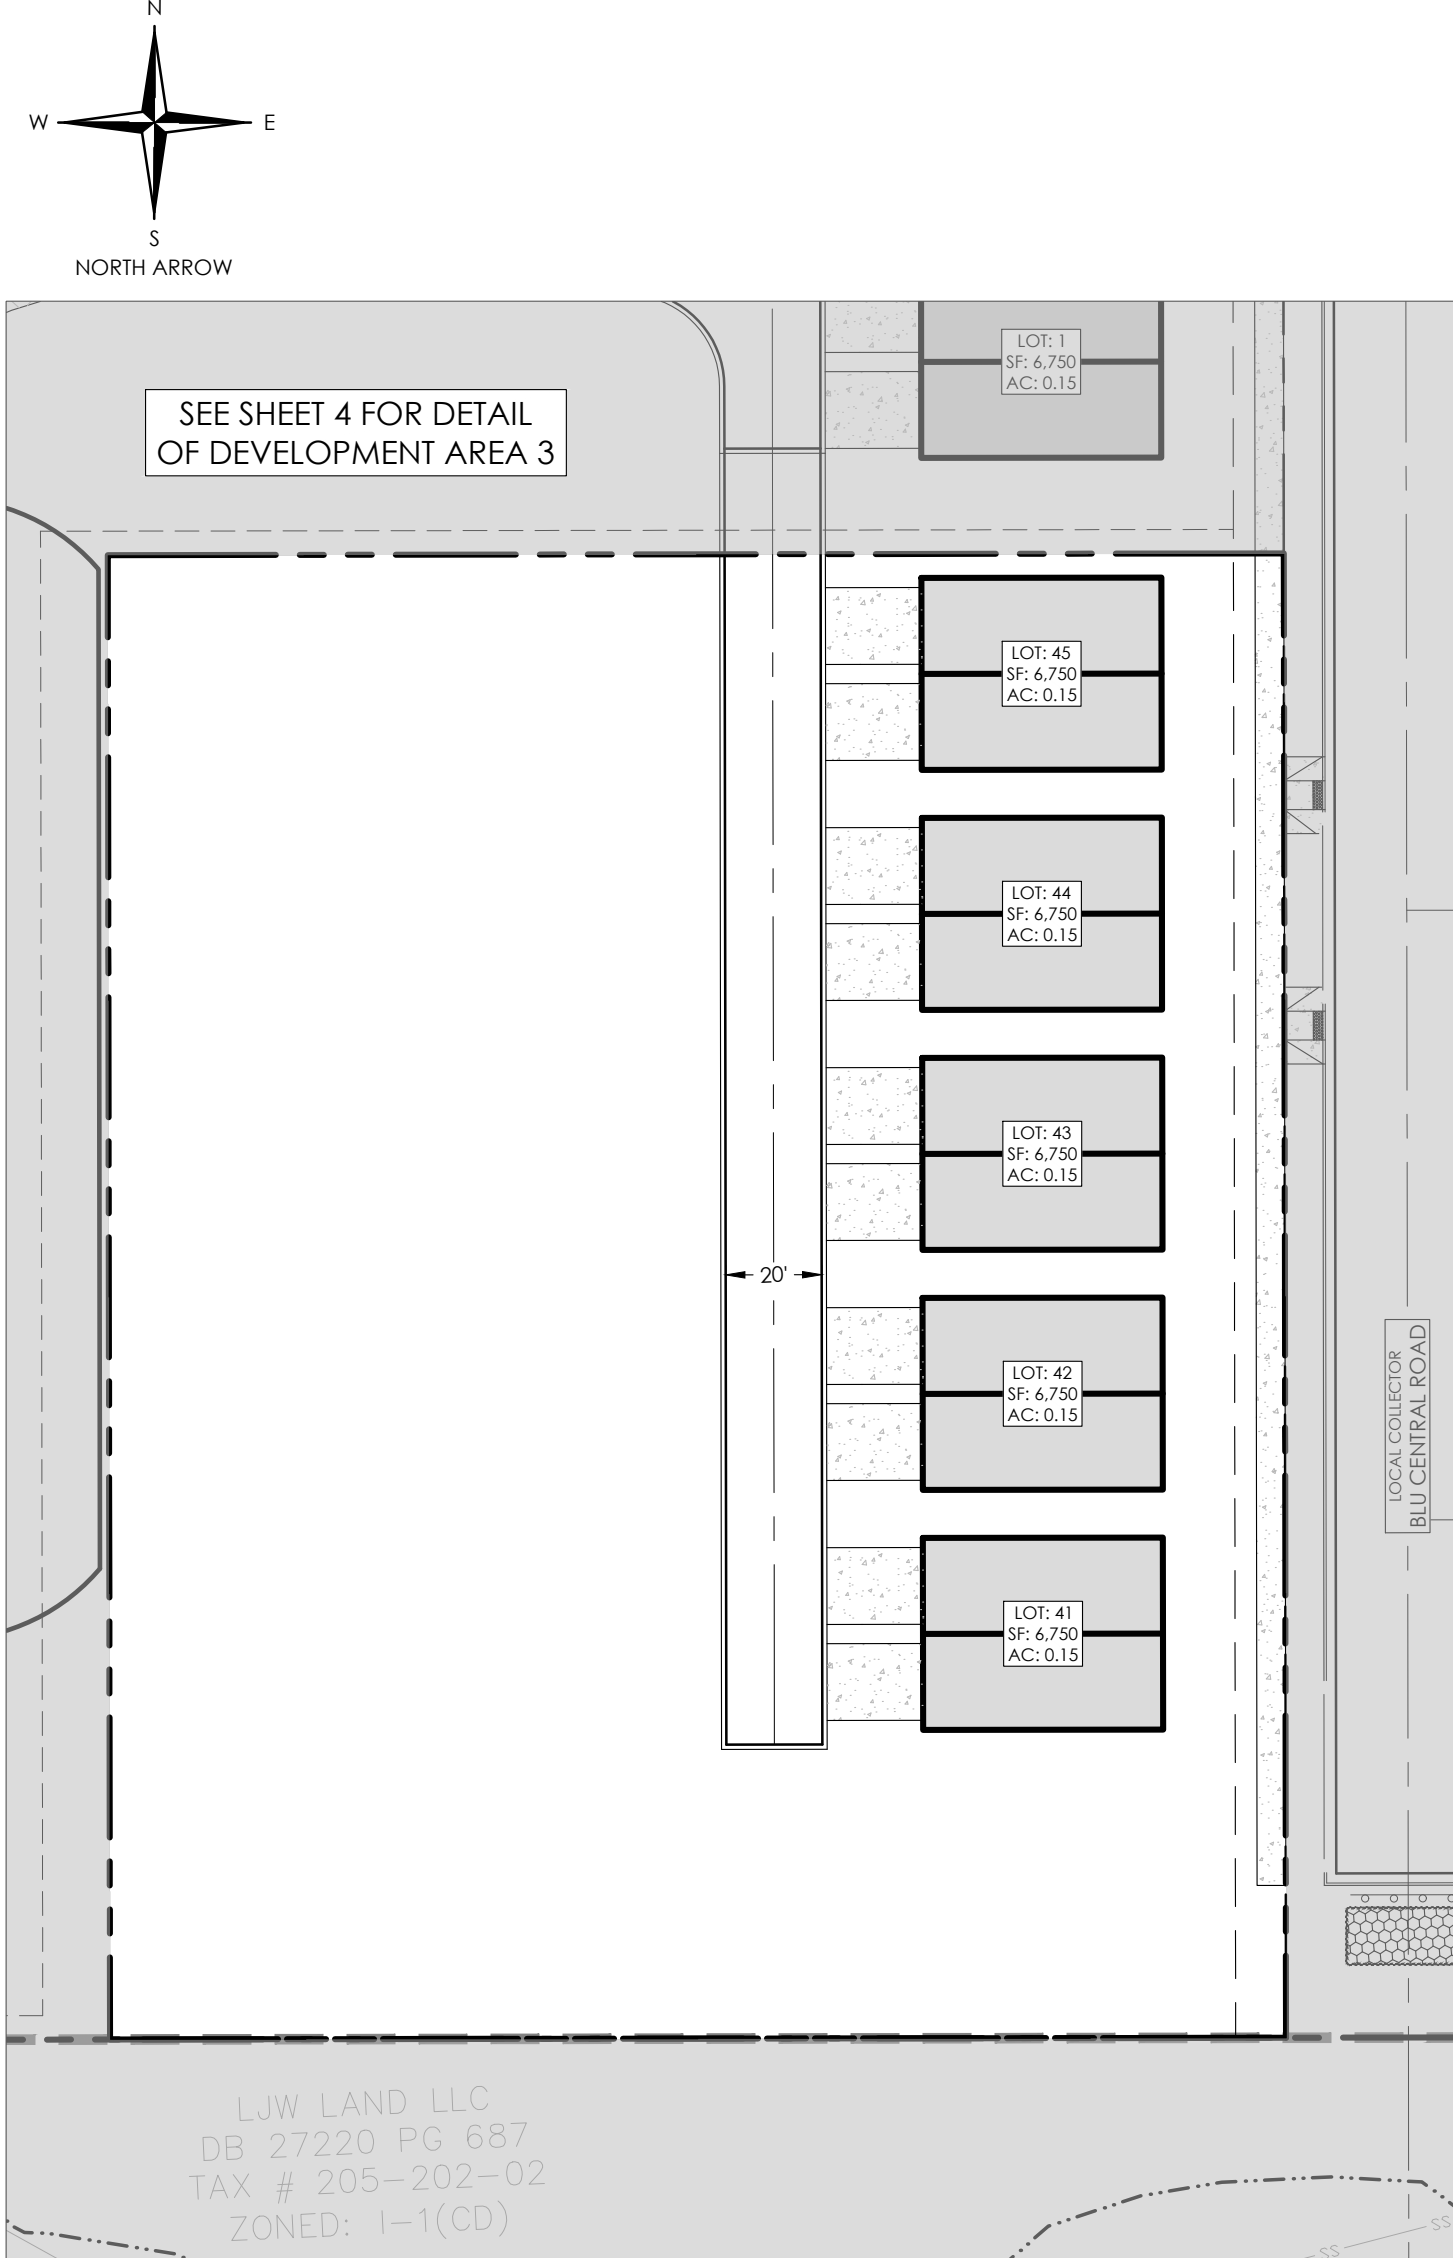 N
W
E
S
NORTH ARROW
SEE SHEET 4 FOR DETAIL
OF DEVELOPMENT AREA 3
LOT: 1
SF: 6,750
AC: 0.15
LOT: 45
SF: 6,750
AC: 0.15
LOT: 44
SF: 6,750
AC: 0.15
LOT: 43
SF: 6,750
AC: 0.15
20'
LOT: 42
SF: 6,750
AC: 0.15
LOCAL COLLECTOR
BLU CENTRAL ROAD
LOT: 41
SF: 6,750
AC: 0.15
LJW LAND LLC
DB 27220 PG 687
TAX # 205-202-02
ZONED: I-1(CD)
SS
SS